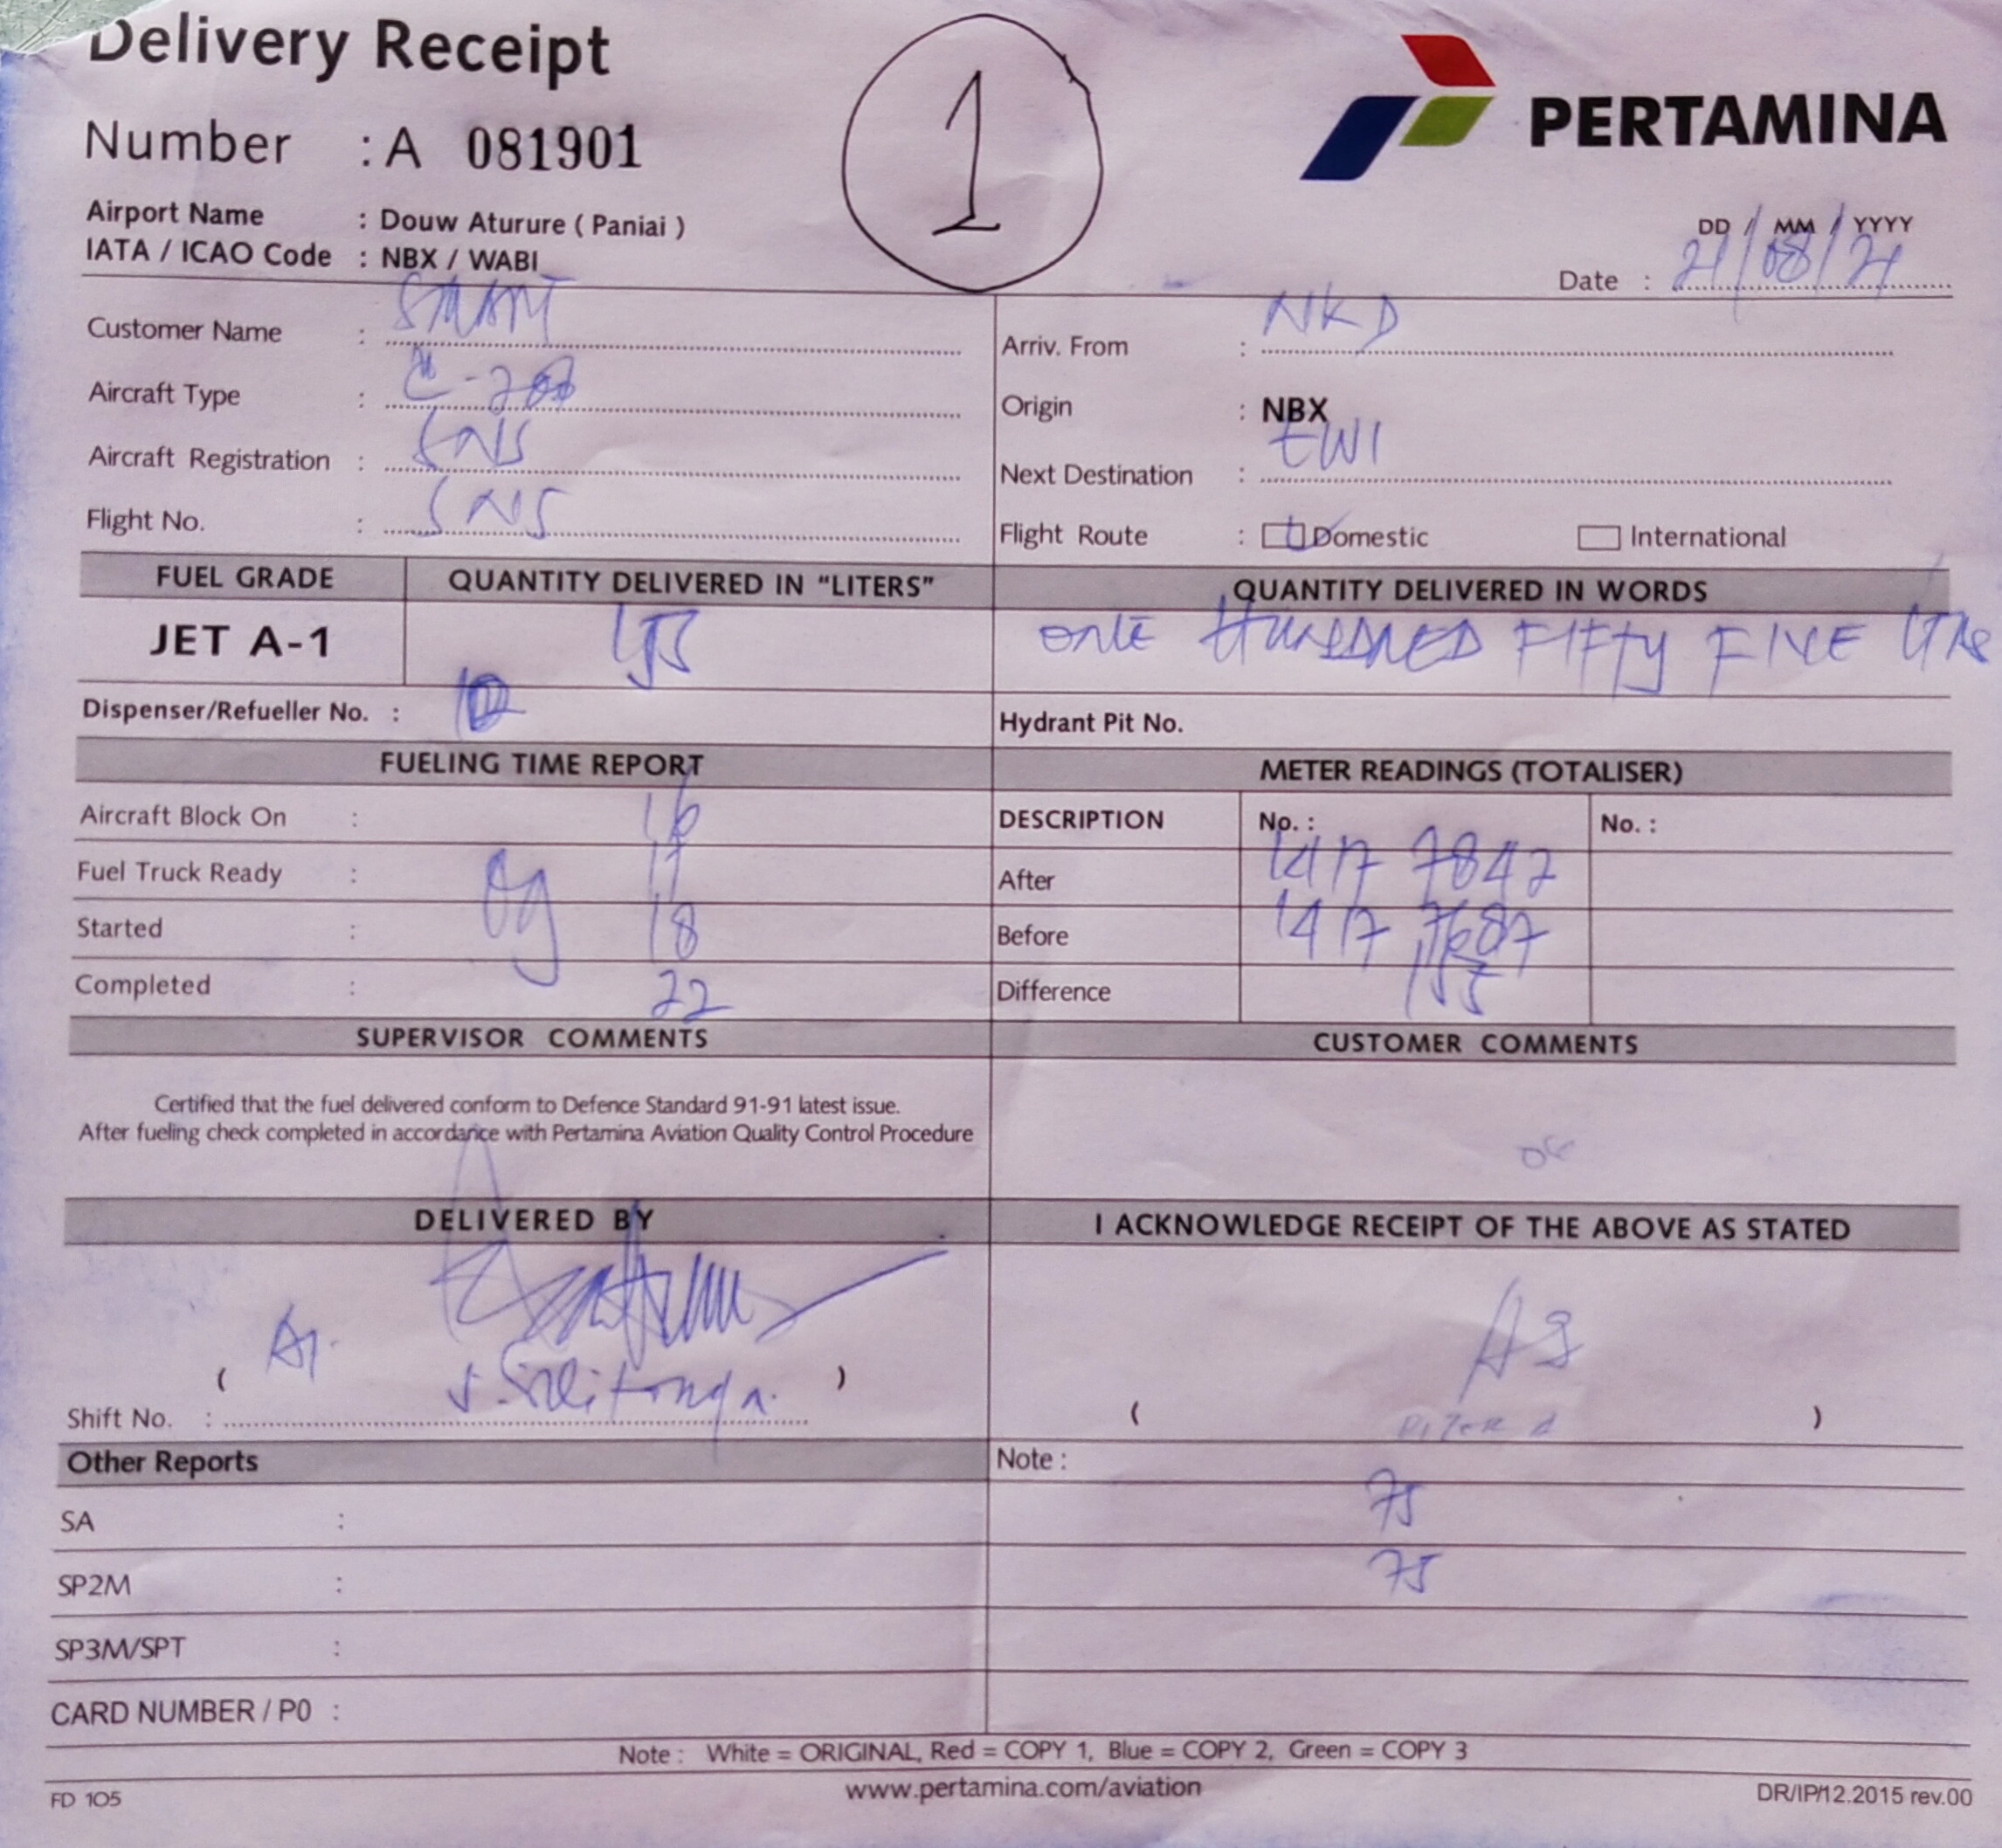 Delivery Receipt
1
PERTAMINA
Number : A 081901
Airport Name : Douw Aturure ( Paniai )
IATA / ICAO Code : NBX / WABI
DD / MM / YYYY
Date : 21/08/21
Customer Name : SMART
Arriv. From : NKD
Aircraft Type : C-208
Origin : NBX
Aircraft Registration : SNS
Next Destination : EWI
Flight No. : SNS
Flight Route : Domestic International
FUEL GRADE QUANTITY DELIVERED IN “LITERS” QUANTITY DELIVERED IN WORDS
JET A-1 155 ONE HUNDRED FIFTY FIVE
Dispenser/Refueller No. :
Hydrant Pit No.
FUELING TIME REPORT METER READINGS (TOTALISER)
Aircraft Block On : 16
DESCRIPTION No. : No. :
Fuel Truck Ready : 09 17
After 1417 7842
Started : 18
Before 1417 7687
Completed : 22
Difference 155
SUPERVISOR COMMENTS CUSTOMER COMMENTS
Certified that the fuel delivered conform to Defence Standard 91-91 latest issue.
After fueling check completed in accordance with Pertamina Aviation Quality Control Procedure
OK
DELIVERED BY I ACKNOWLEDGE RECEIPT OF THE ABOVE AS STATED
( )
Shift No. :
( )
Other Reports Note :
SA : 75
SP2M : 75
SP3M/SPT :
CARD NUMBER / P0 :
Note : White = ORIGINAL, Red = COPY 1, Blue = COPY 2, Green = COPY 3
FD 105 www.pertamina.com/aviation DR/IP/12.2015 rev.00